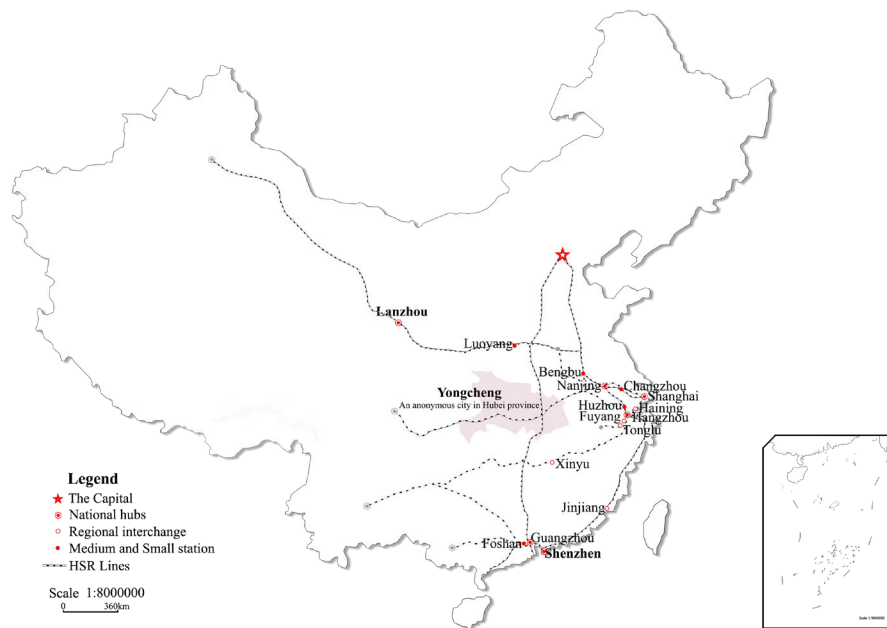 Lanzhou
Luoyang
Bengbu
Nanjing
Changzhou
Shanghai
Yongcheng
An anonymous city in Hubei province
Huzhou
Haining
Fuyang
Hangzhou
Tonglu
Xinyu
Jinjiang
Foshan
Guangzhou
Shenzhen
Legend
The Capital
National hubs
Regional interchange
Medium and Small station
HSR Lines
Scale 1:8000000
0 360km